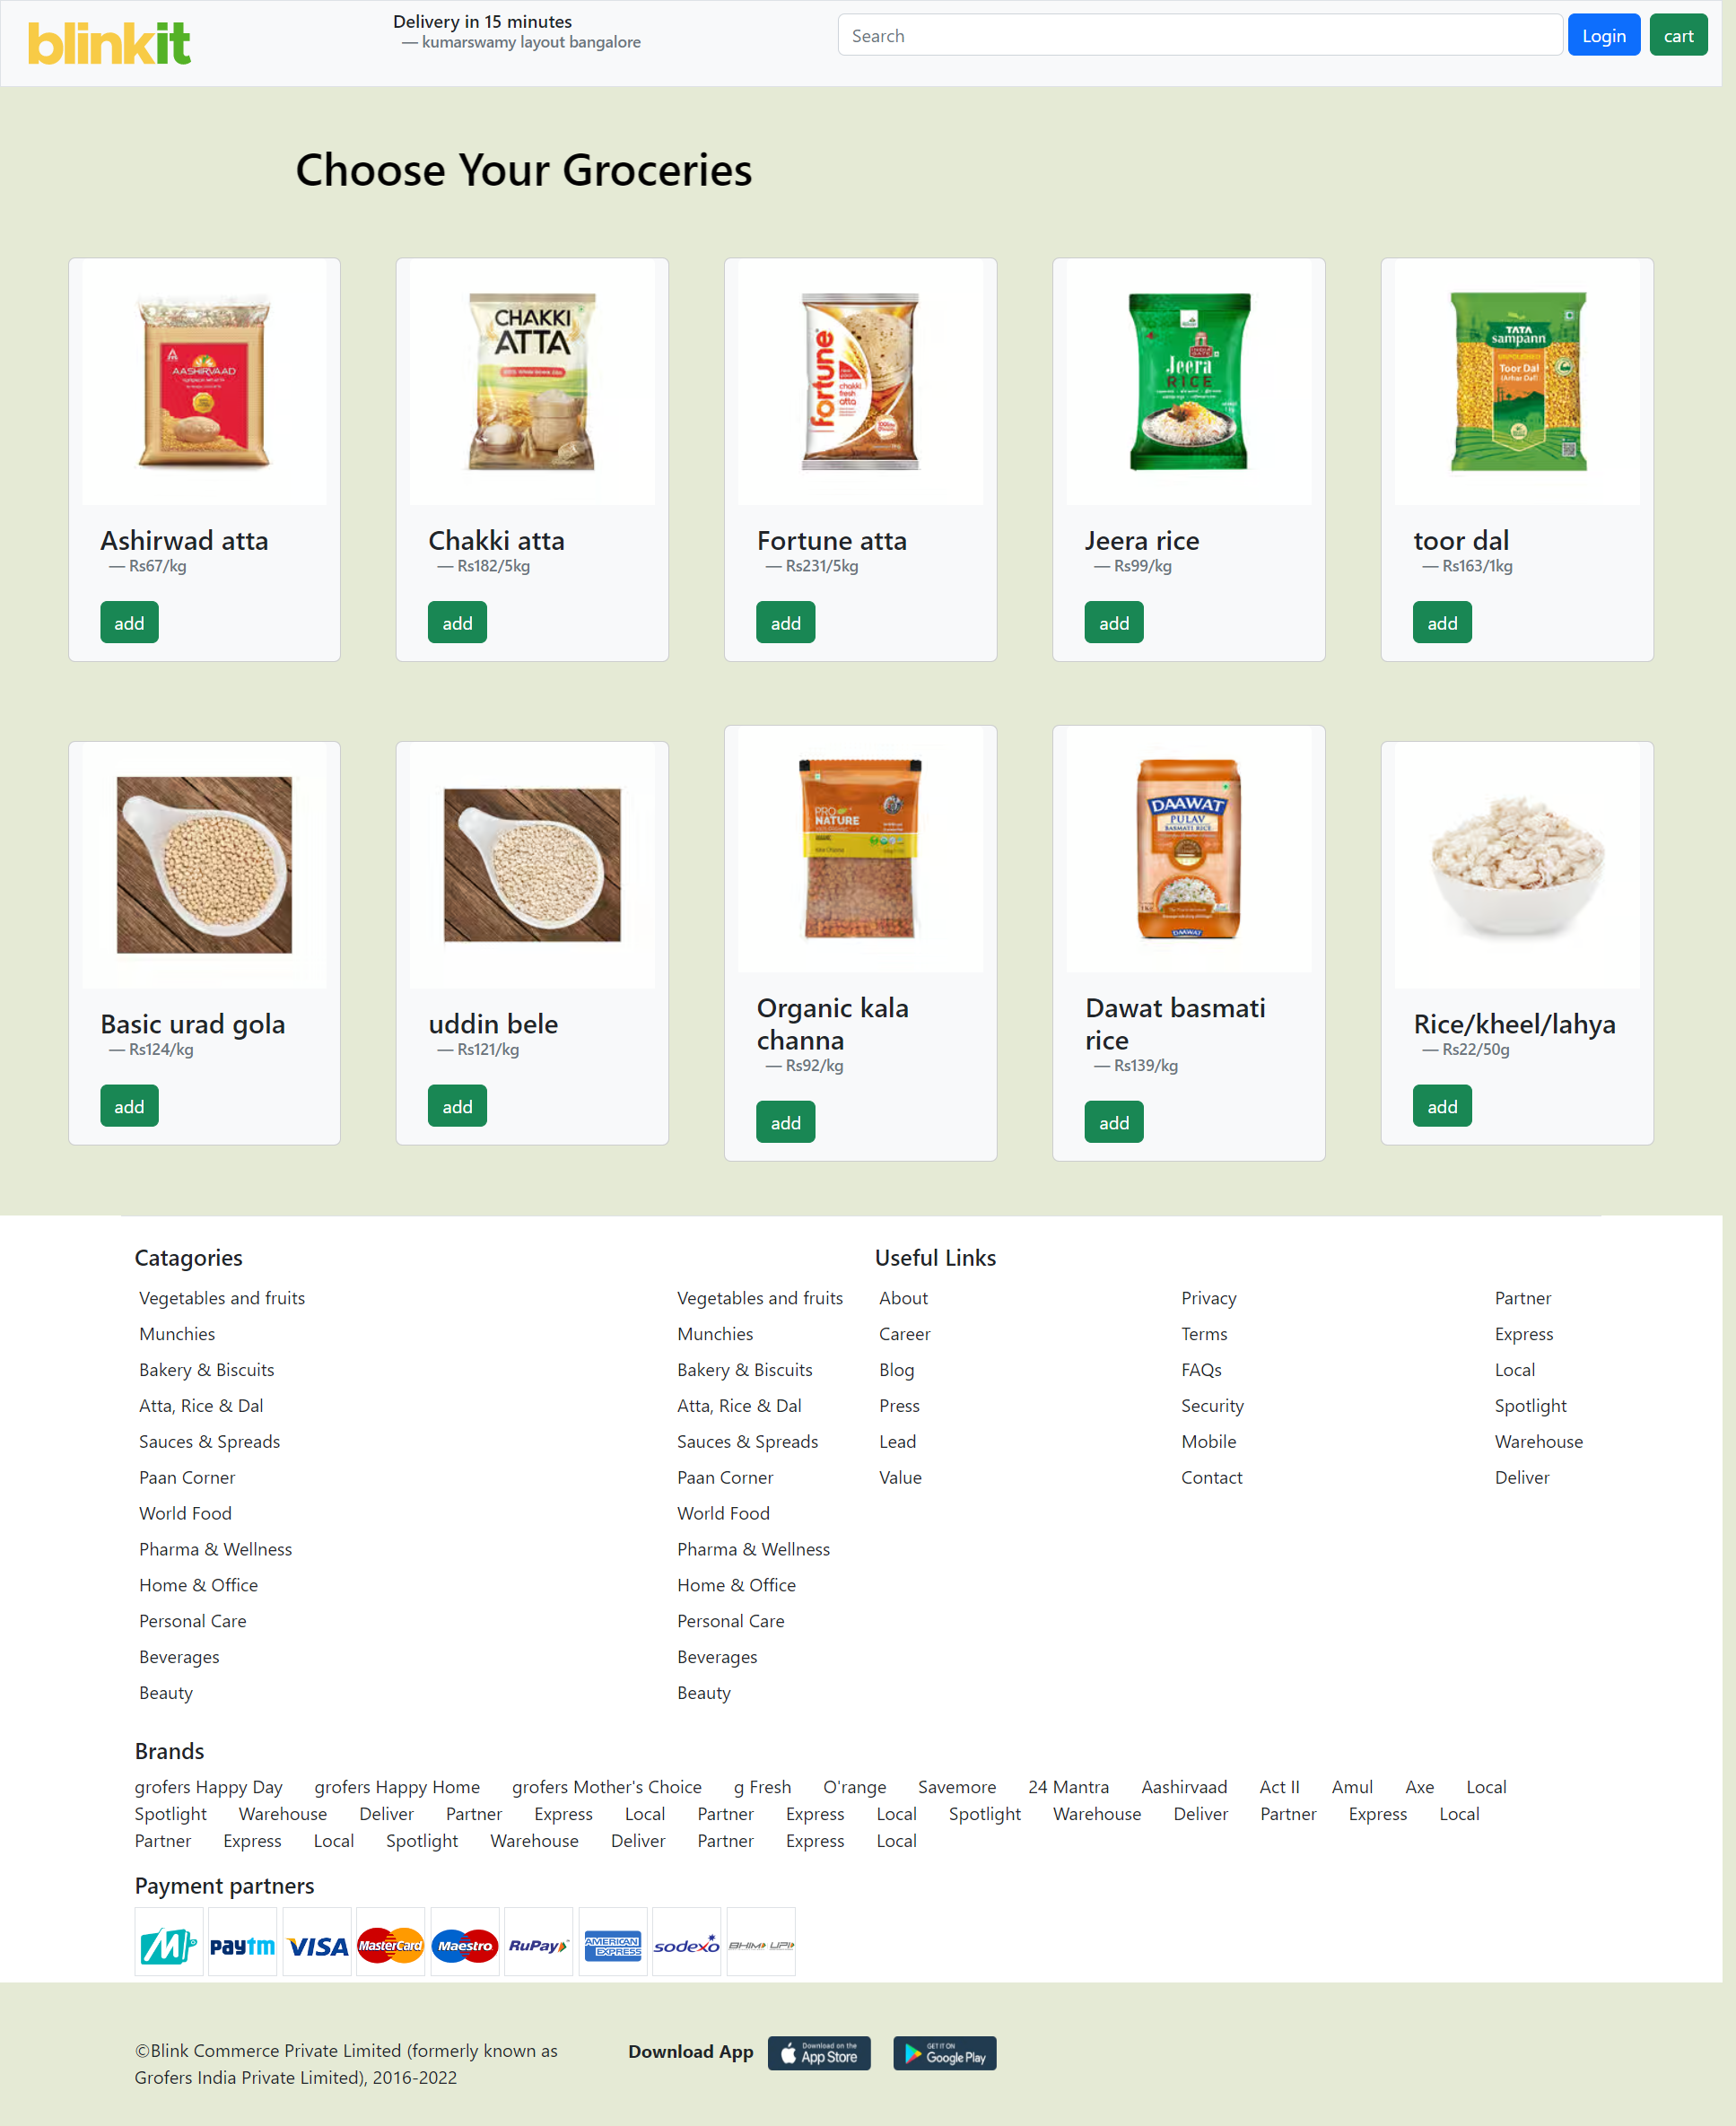 blinkit
Delivery in 15 minutes
— kumarswamy layout bangalore
Search
Login
cart
Choose Your Groceries
AASHIRVAAD
CHAKKI
ATTA
fortune
chakki
fresh
atta
Jeera
RICE
TATA
sampann
Toor Dal
(Arhar Dal)
Ashirwad atta
— Rs67/kg
add
Chakki atta
— Rs182/5kg
add
Fortune atta
— Rs231/5kg
add
Jeera rice
— Rs99/kg
add
toor dal
— Rs163/1kg
add
PRO
NATURE
DAAWAT
PULAV
BASMATI RICE
DAAWAT
Basic urad gola
— Rs124/kg
add
uddin bele
— Rs121/kg
add
Organic kala
channa
— Rs92/kg
add
Dawat basmati
rice
— Rs139/kg
add
Rice/kheel/lahya
— Rs22/50g
add
Catagories
Vegetables and fruits
Munchies
Bakery & Biscuits
Atta, Rice & Dal
Sauces & Spreads
Paan Corner
World Food
Pharma & Wellness
Home & Office
Personal Care
Beverages
Beauty
Vegetables and fruits
Munchies
Bakery & Biscuits
Atta, Rice & Dal
Sauces & Spreads
Paan Corner
World Food
Pharma & Wellness
Home & Office
Personal Care
Beverages
Beauty
Useful Links
About
Career
Blog
Press
Lead
Value
Privacy
Terms
FAQs
Security
Mobile
Contact
Partner
Express
Local
Spotlight
Warehouse
Deliver
Brands
grofers Happy Day grofers Happy Home grofers Mother's Choice g Fresh O'range Savemore 24 Mantra Aashirvaad Act II Amul Axe Local
Spotlight Warehouse Deliver Partner Express Local Partner Express Local Spotlight Warehouse Deliver Partner Express Local
Partner Express Local Spotlight Warehouse Deliver Partner Express Local
Payment partners
paytm
VISA
MasterCard
Maestro
RuPay
AMERICAN
EXPRESS
sodexo
BHIM UPI
©Blink Commerce Private Limited (formerly known as
Grofers India Private Limited), 2016-2022
Download App
Download on the
App Store
GET IT ON
Google Play